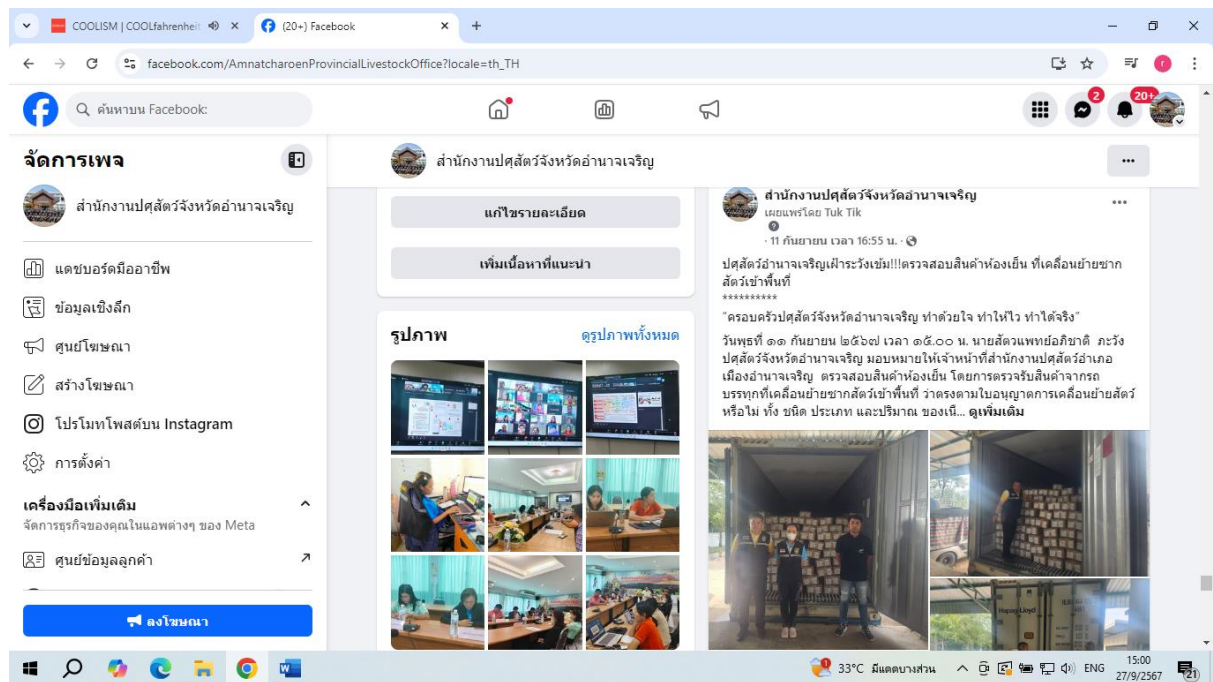 COOLISM | COOLfahrenheit
(20+) Facebook
facebook.com/AmnatcharoenProvincialLivestockOffice?locale=th_TH
r
ค้นหาบน Facebook:
2
20+
จัดการเพจ
สำนักงานปศุสัตว์จังหวัดอำนาจเจริญ
แดชบอร์ดมืออาชีพ
ข้อมูลเชิงลึก
ศูนย์โฆษณา
สร้างโฆษณา
โปรโมทโพสต์บน Instagram
การตั้งค่า
เครื่องมือเพิ่มเติม
จัดการธุรกิจของคุณในแอพต่างๆ ของ Meta
ศูนย์ข้อมูลลูกค้า
ลงโฆษณา
สำนักงานปศุสัตว์จังหวัดอำนาจเจริญ
แก้ไขรายละเอียด
เพิ่มเนื้อหาที่แนะนำ
รูปภาพ
ดูรูปภาพทั้งหมด
สำนักงานปศุสัตว์จังหวัดอำนาจเจริญ
เผยแพร่โดย Tuk Tik
· 11 กันยายน เวลา 16:55 น. ·
ปศุสัตว์อำนาจเจริญเฝ้าระวังเข้ม!!!ตรวจสอบสินค้าห้องเย็น ที่เคลื่อนย้ายซาก
สัตว์เข้าพื้นที่
**********
"ครอบครัวปศุสัตว์จังหวัดอำนาจเจริญ ทำด้วยใจ ทำให้ไว ทำได้จริง"
วันพุธที่ ๑๑ กันยายน ๒๕๖๗ เวลา ๑๕.๐๐ น. นายสัตวแพทย์อภิชาติ ภะวัง
ปศุสัตว์จังหวัดอำนาจเจริญ มอบหมายให้เจ้าหน้าที่สำนักงานปศุสัตว์อำเภอ
เมืองอำนาจเจริญ ตรวจสอบสินค้าห้องเย็น โดยการตรวจรับสินค้าจากรถ
บรรทุกที่เคลื่อนย้ายซากสัตว์เข้าพื้นที่ ว่าตรงตามใบอนุญาตการเคลื่อนย้ายสัตว์
หรือไม่ ทั้ง ชนิด ประเภท และปริมาณ ของเนื้... ดูเพิ่มเติม
Hapag-Lloyd
33°C มีแดดบางส่วน
ENG
15:00
27/9/2567
21